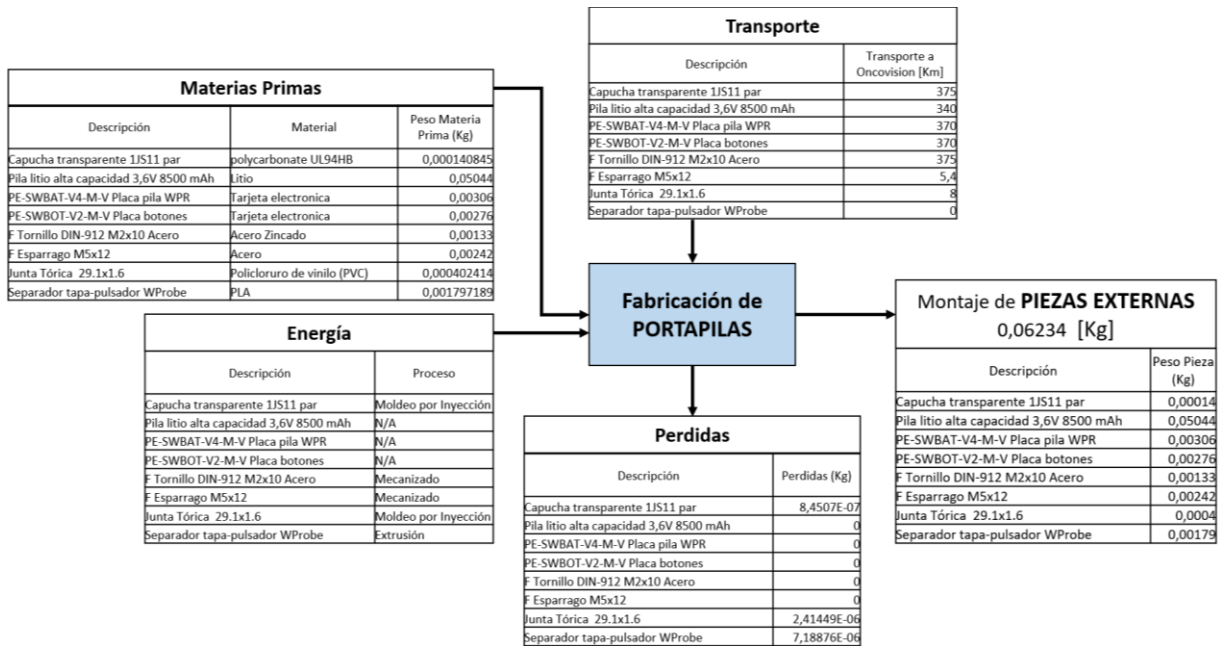 Transporte
Descripción Transporte a Oncovision [Km]
Capucha transparente 1JS11 par 375
Pila litio alta capacidad 3,6V 8500 mAh 340
PE-SWBAT-V4-M-V Placa pila WPR 370
PE-SWBOT-V2-M-V Placa botones 370
F Tornillo DIN-912 M2x10 Acero 375
F Esparrago M5x12 5,4
Junta Tórica 29.1x1.6 8
Separador tapa-pulsador WProbe 0
Materias Primas
Descripción Material Peso Materia Prima (Kg)
Capucha transparente 1JS11 par polycarbonate UL94HB 0,000140845
Pila litio alta capacidad 3,6V 8500 mAh Litio 0,05044
PE-SWBAT-V4-M-V Placa pila WPR Tarjeta electronica 0,00306
PE-SWBOT-V2-M-V Placa botones Tarjeta electronica 0,00276
F Tornillo DIN-912 M2x10 Acero Acero Zincado 0,00133
F Esparrago M5x12 Acero 0,00242
Junta Tórica 29.1x1.6 Policloruro de vinilo (PVC) 0,000402414
Separador tapa-pulsador WProbe PLA 0,001797189
Energía
Descripción Proceso
Capucha transparente 1JS11 par Moldeo por Inyección
Pila litio alta capacidad 3,6V 8500 mAh N/A
PE-SWBAT-V4-M-V Placa pila WPR N/A
PE-SWBOT-V2-M-V Placa botones N/A
F Tornillo DIN-912 M2x10 Acero Mecanizado
F Esparrago M5x12 Mecanizado
Junta Tórica 29.1x1.6 Moldeo por Inyección
Separador tapa-pulsador WProbe Extrusión
Fabricación de
PORTAPILAS
Montaje de PIEZAS EXTERNAS
0,06234 [Kg]
Descripción Peso Pieza (Kg)
Capucha transparente 1JS11 par 0,00014
Pila litio alta capacidad 3,6V 8500 mAh 0,05044
PE-SWBAT-V4-M-V Placa pila WPR 0,00306
PE-SWBOT-V2-M-V Placa botones 0,00276
F Tornillo DIN-912 M2x10 Acero 0,00133
F Esparrago M5x12 0,00242
Junta Tórica 29.1x1.6 0,0004
Separador tapa-pulsador WProbe 0,00179
Perdidas
Descripción Perdidas (Kg)
Capucha transparente 1JS11 par 8,4507E-07
Pila litio alta capacidad 3,6V 8500 mAh 0
PE-SWBAT-V4-M-V Placa pila WPR 0
PE-SWBOT-V2-M-V Placa botones 0
F Tornillo DIN-912 M2x10 Acero 0
F Esparrago M5x12 0
Junta Tórica 29.1x1.6 2,41449E-06
Separador tapa-pulsador WProbe 7,18876E-06